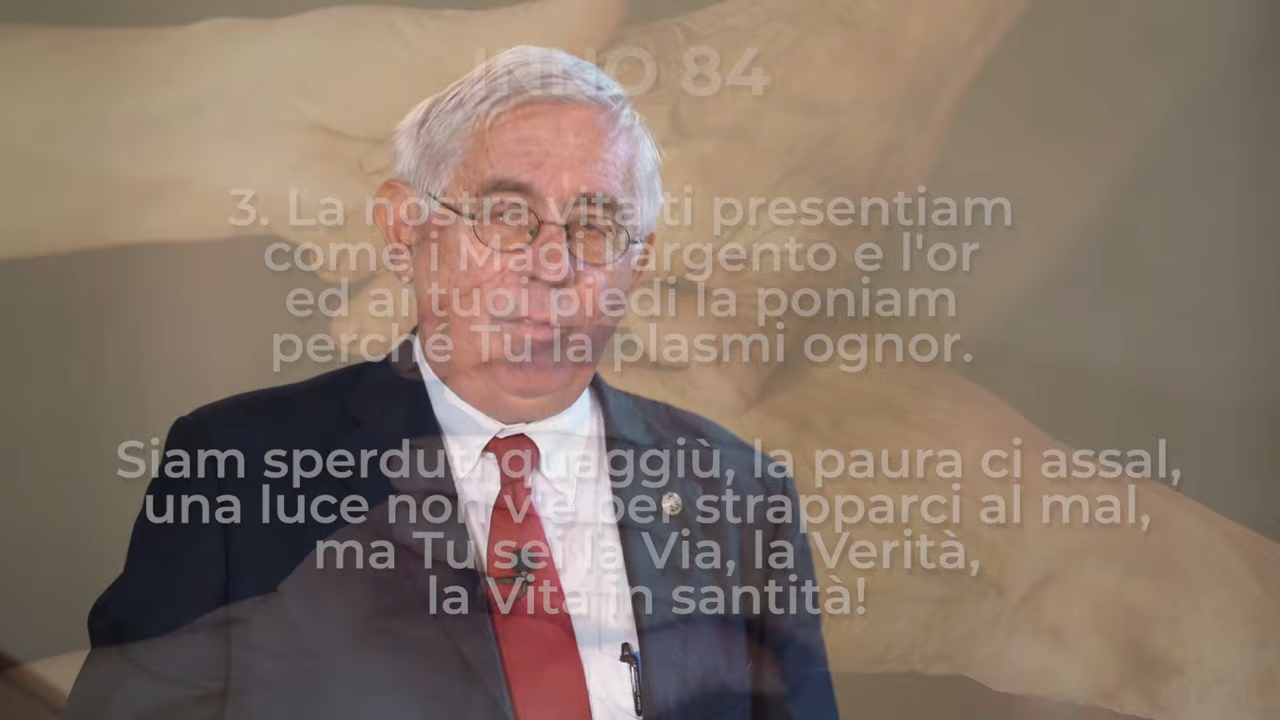 INNO 84
3. La nostra vita ti presentiam
come i Magi argento e l'or
ed ai tuoi piedi la poniam
perché Tu la plasmi ognor.
Siam sperduti quaggiù, la paura ci assal,
una luce non v'è per strapparci al mal,
ma Tu sei la Via, la Verità,
la Vita in santità!